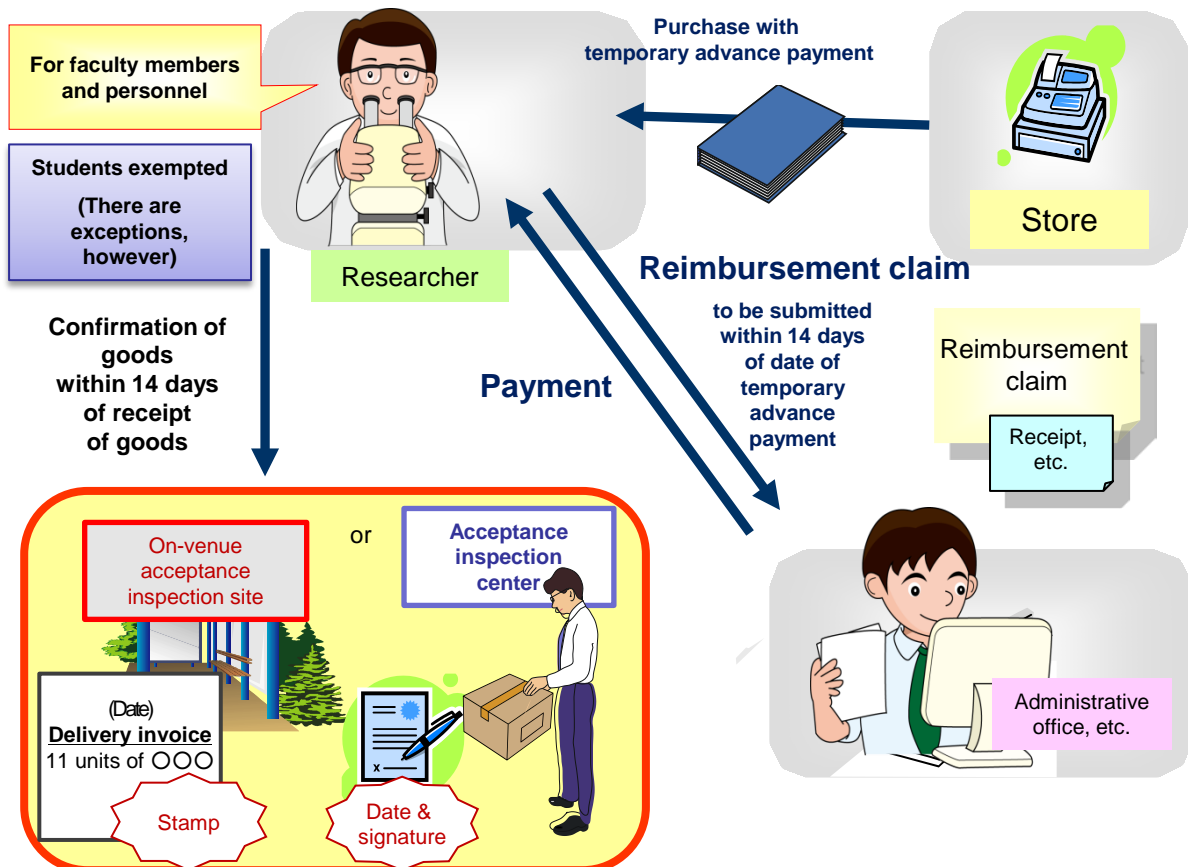 For faculty members
and personnel
Students exempted
(There are
exceptions,
however)
Researcher
Purchase with
temporary advance payment
Store
Confirmation of
goods
within 14 days
of receipt
of goods
Payment
Reimbursement claim
to be submitted
within 14 days
of date of
temporary
advance
payment
Reimbursement
claim
Receipt,
etc.
On-venue
acceptance
inspection site
or
Acceptance
inspection
center
(Date)
Delivery invoice
11 units of ○○○
Stamp
x
Date &
signature
Administrative
office, etc.